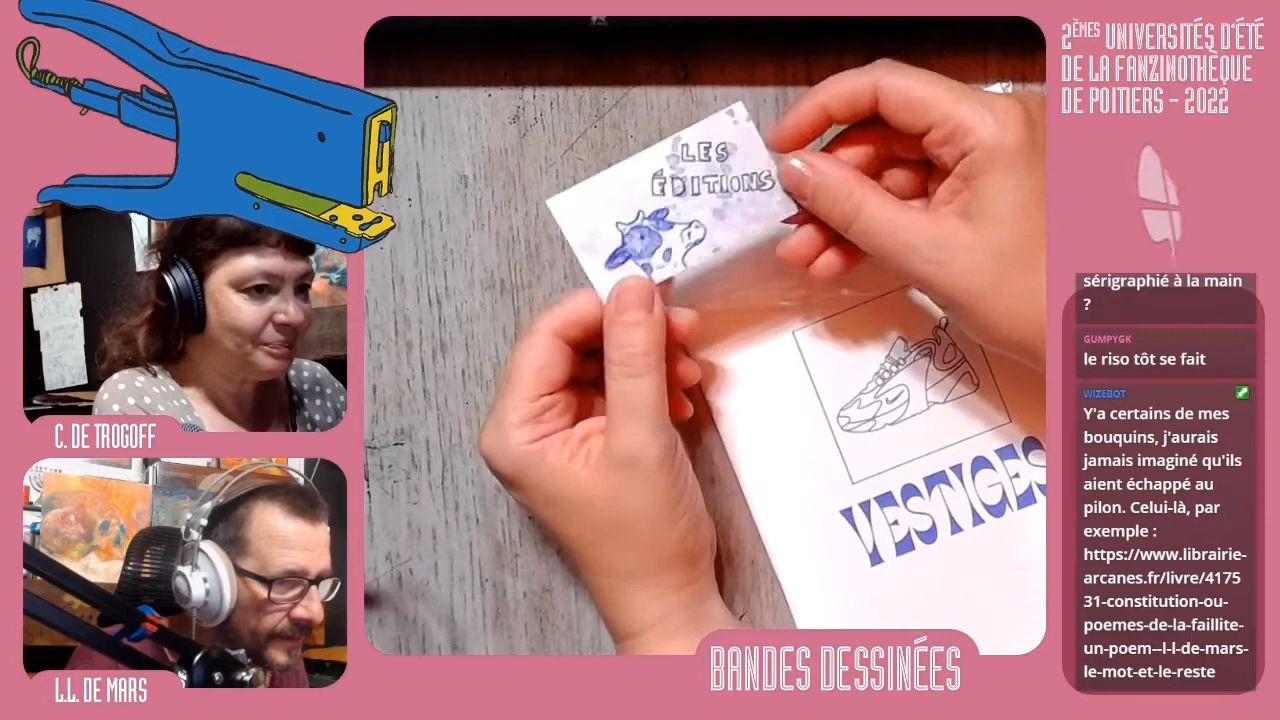 2ÈMES UNIVERSITÉS D'ÉTÉ
DE LA FANZINOTHÈQUE
DE POITIERS - 2022
LES
ÉDITIONS
VESTIGES
C. DE TROGOFF
L.L. DE MARS
BANDES DESSINÉES
sérigraphié à la main
?
GUMPYGK
le riso tôt se fait
WIZEBOT
Y'a certains de mes
bouquins, j'aurais
jamais imaginé qu'ils
aient échappé au
pilon. Celui-là, par
exemple :
https://www.librairie-
arcanes.fr/livre/4175
31-constitution-ou-
poemes-de-la-faillite-
un-poem--l-l-de-mars-
le-mot-et-le-reste